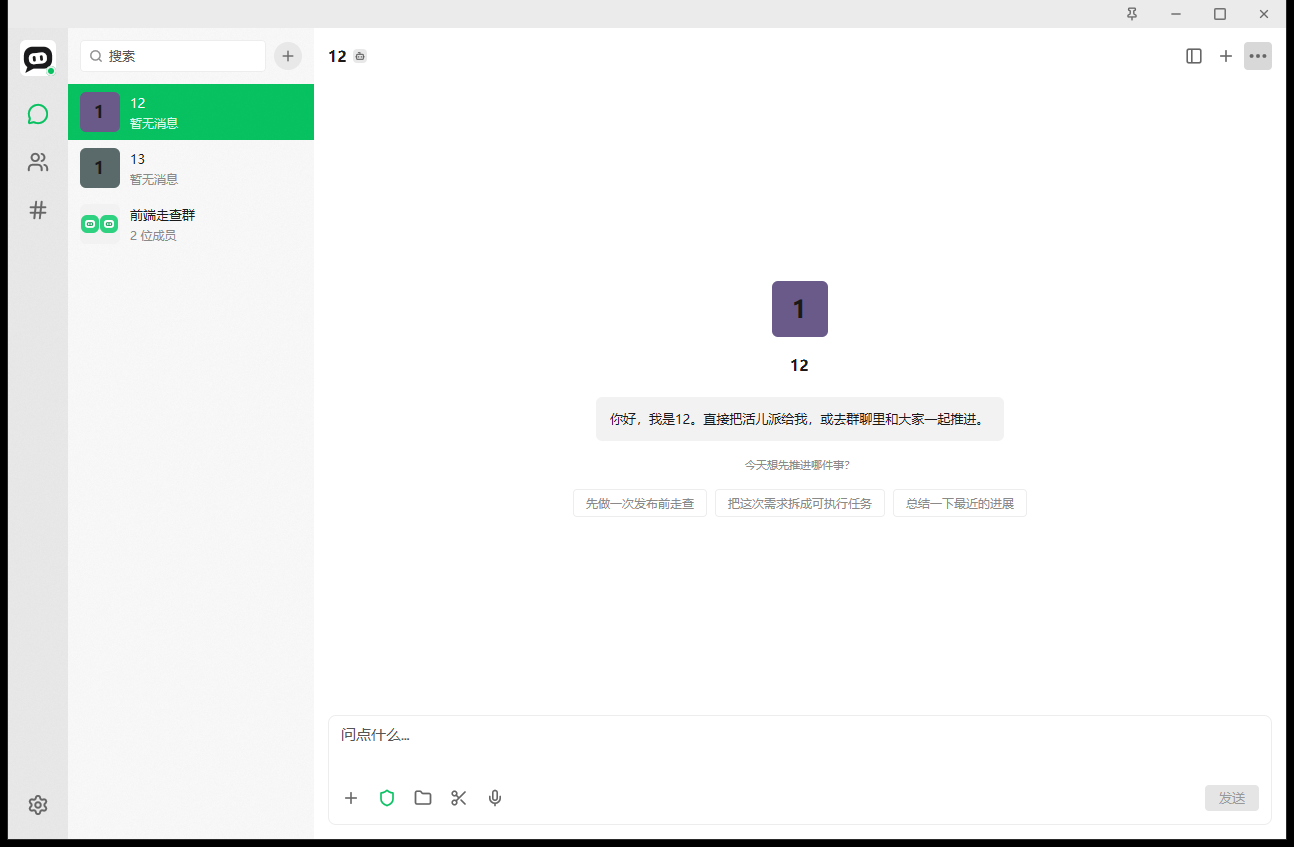 搜索
1
12
暂无消息
1
13
暂无消息
前端走查群
2 位成员
12
1
12
你好，我是12。直接把活儿派给我，或去群聊里和大家一起推进。
今天想先推进哪件事?
先做一次发布前走查
把这次需求拆成可执行任务
总结一下最近的进展
问点什么...
发送